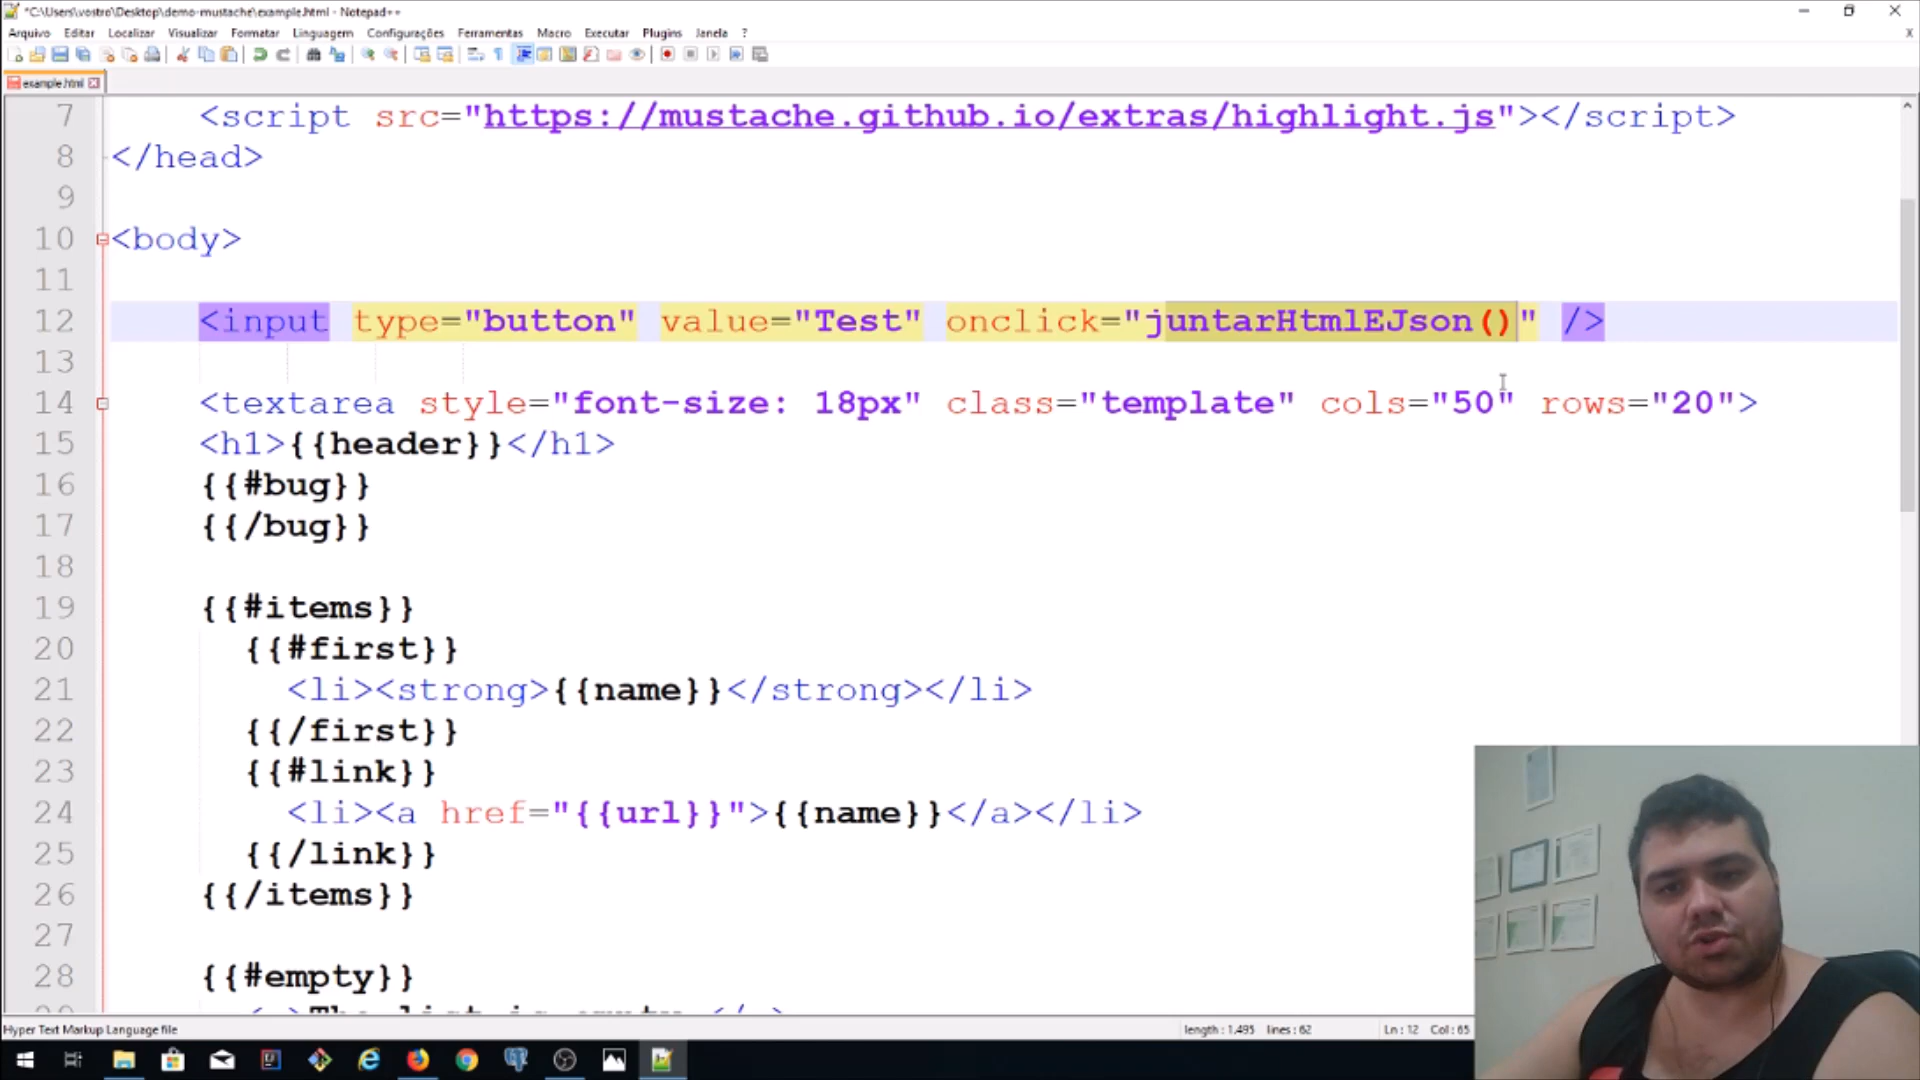 *C:\Users\vostro\Desktop\demo-mustache\example.html - Notepad++
Arquivo Editar Localizar Visualizar Formatar Linguagem Configurações Ferramentas Macro Executar Plugins Janela ? X
example.html
7 <script src="https://mustache.github.io/extras/highlight.js"></script>
8 </head>
9
10 <body>
11
12 <input type="button" value="Test" onclick="juntarHtmlEJson()" />
13
14 <textarea style="font-size: 18px" class="template" cols="50" rows="20">
15 <h1>{{header}}</h1>
16 {{#bug}}
17 {{/bug}}
18
19 {{#items}}
20 {{#first}}
21 <li><strong>{{name}}</strong></li>
22 {{/first}}
23 {{#link}}
24 <li><a href="{{url}}">{{name}}</a></li>
25 {{/link}}
26 {{/items}}
27
28 {{#empty}}
Hyper Text Markup Language file length : 1.495 lines : 62 Ln : 12 Col : 65